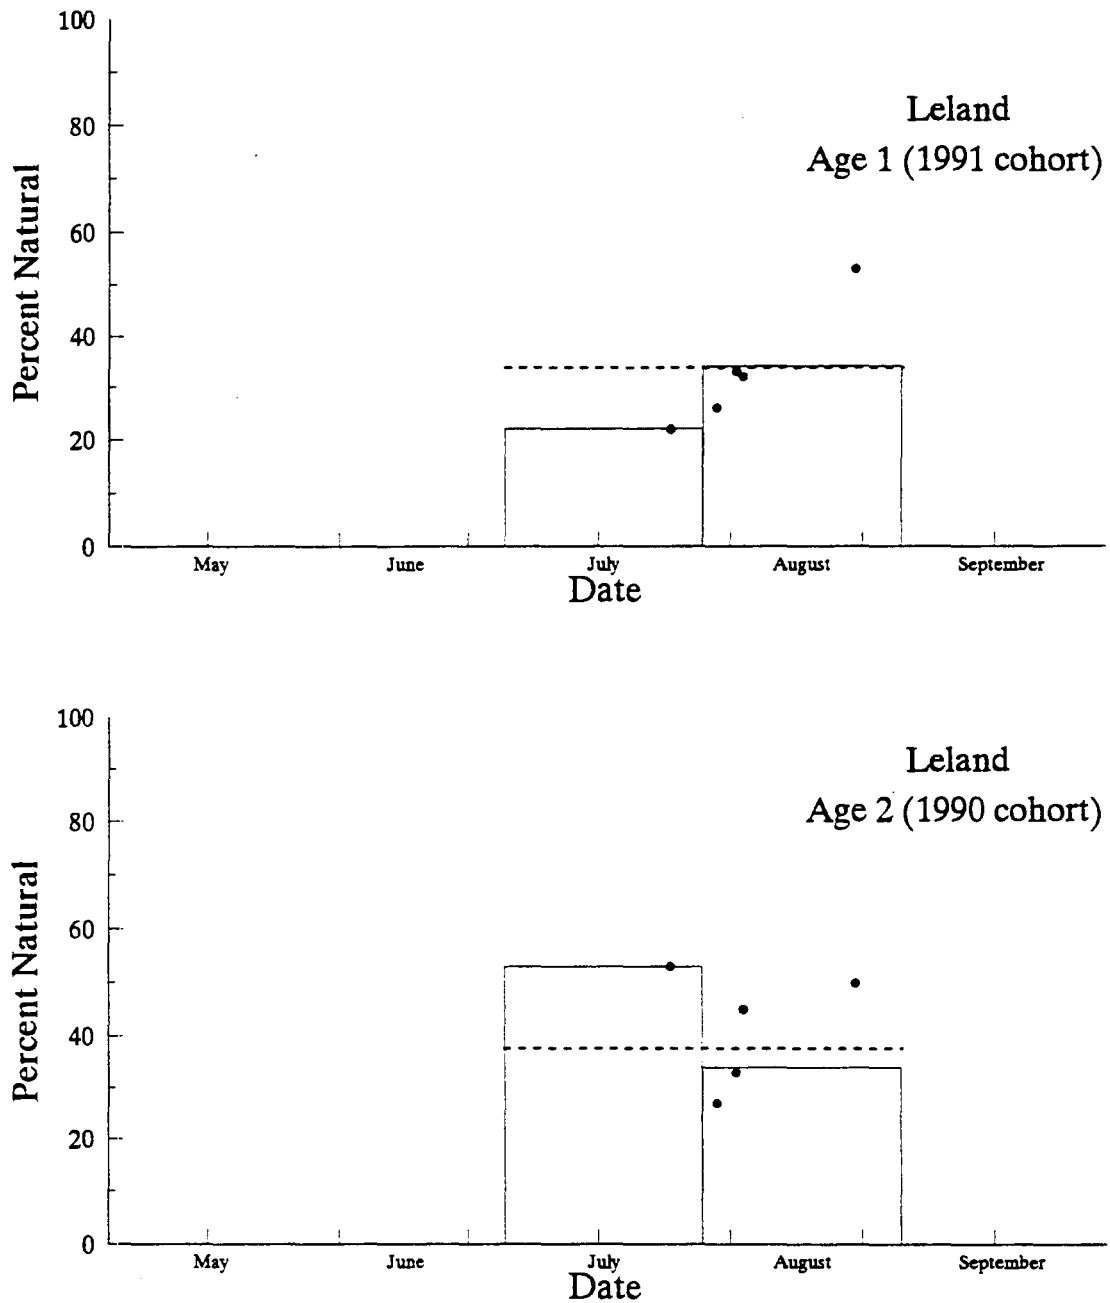 100
80
60
40
20
0
Percent Natural
Leland
Age 1 (1991 cohort)
May June July August September
Date
100
80
60
40
20
0
Percent Natural
Leland
Age 2 (1990 cohort)
May June July August September
Date